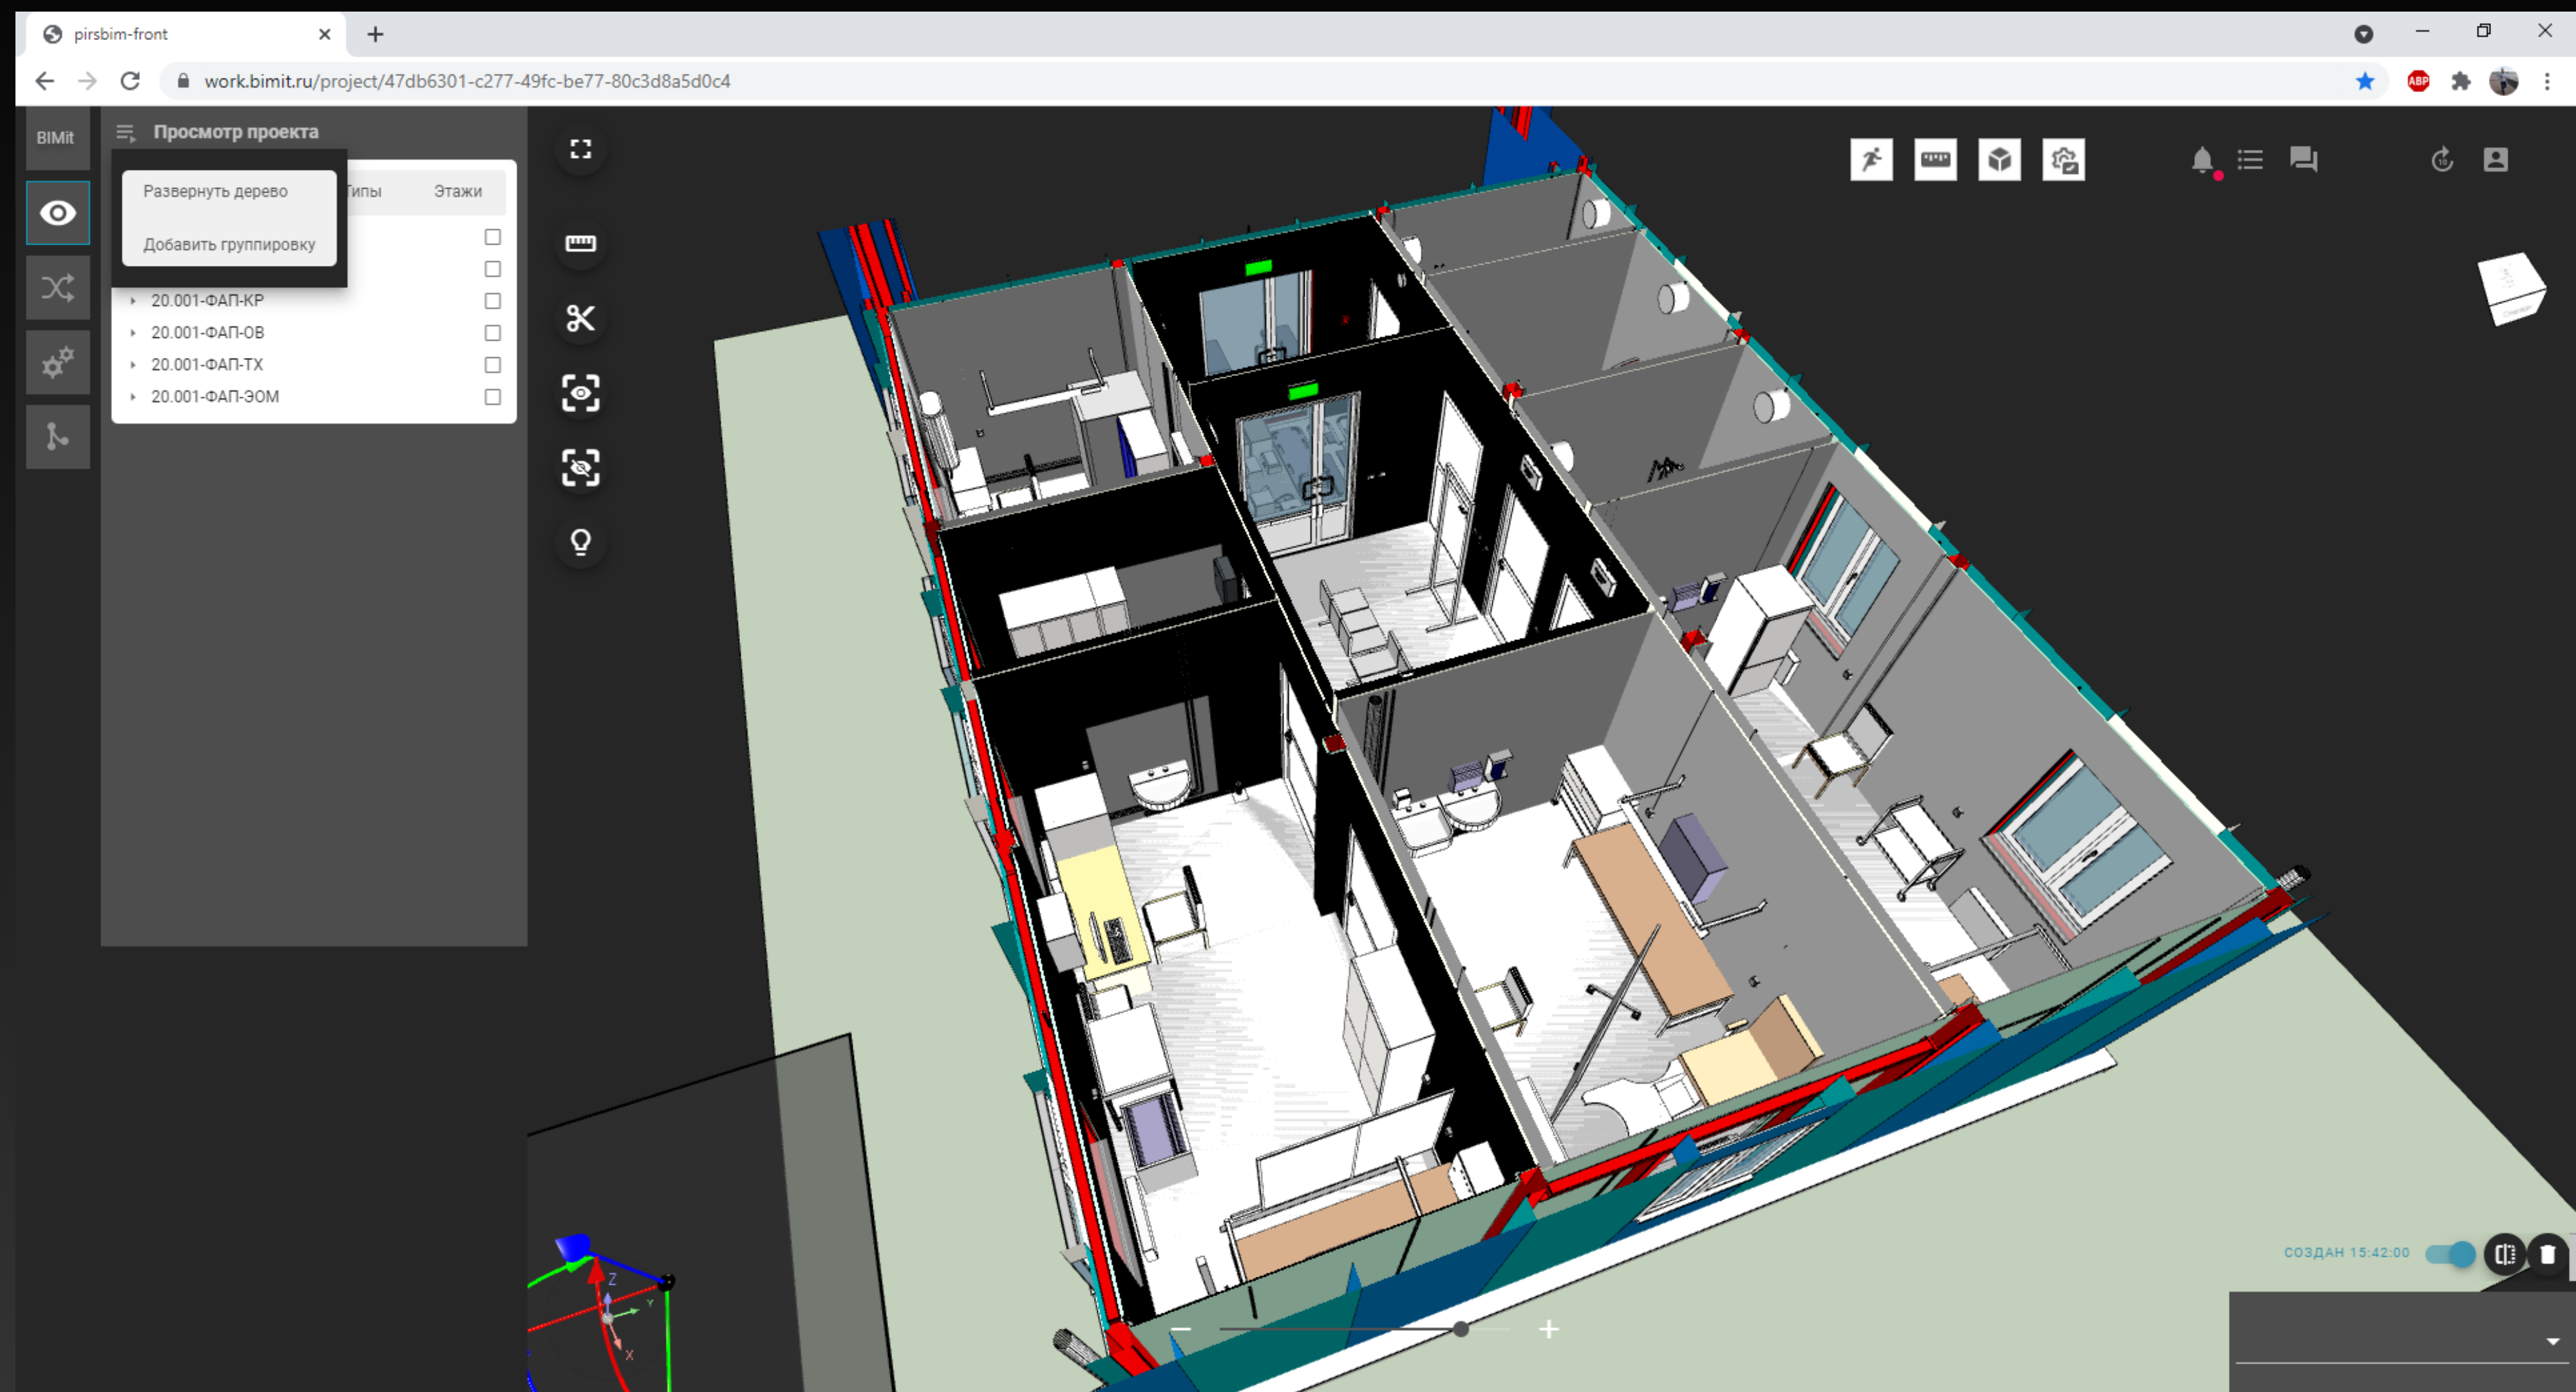 pirsbim-front
work.bimit.ru/project/47db6301-c277-49fc-be77-80c3d8a5d0c4
ABP
BIMit
Просмотр проекта
Развернуть дерево
Типы
Этажи
Добавить группировку
20.001-ФАП-КР
20.001-ФАП-ОВ
20.001-ФАП-ТХ
20.001-ФАП-ЭОМ
10
СОЗДАН 15:42:00
Z
Y
X